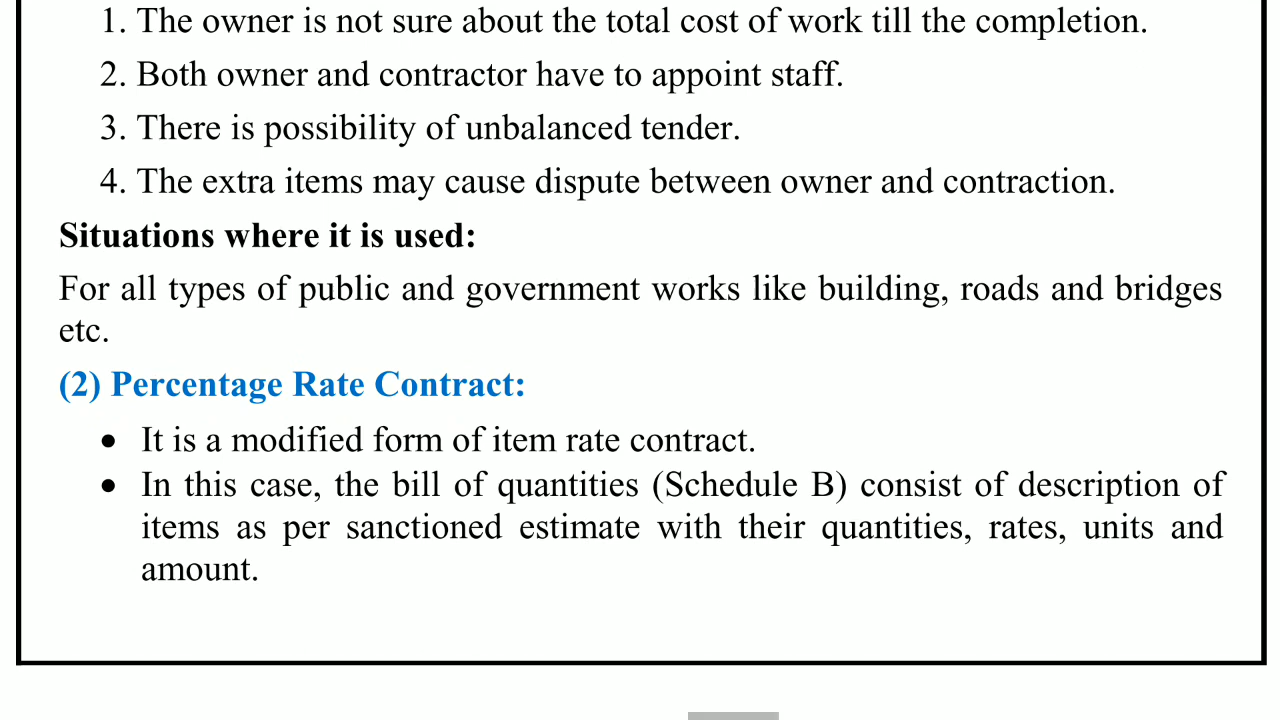 1. The owner is not sure about the total cost of work till the completion.
2. Both owner and contractor have to appoint staff.
3. There is possibility of unbalanced tender.
4. The extra items may cause dispute between owner and contraction.
Situations where it is used:
For all types of public and government works like building, roads and bridges
etc.
(2) Percentage Rate Contract:
• It is a modified form of item rate contract.
• In this case, the bill of quantities (Schedule B) consist of description of
items as per sanctioned estimate with their quantities, rates, units and
amount.